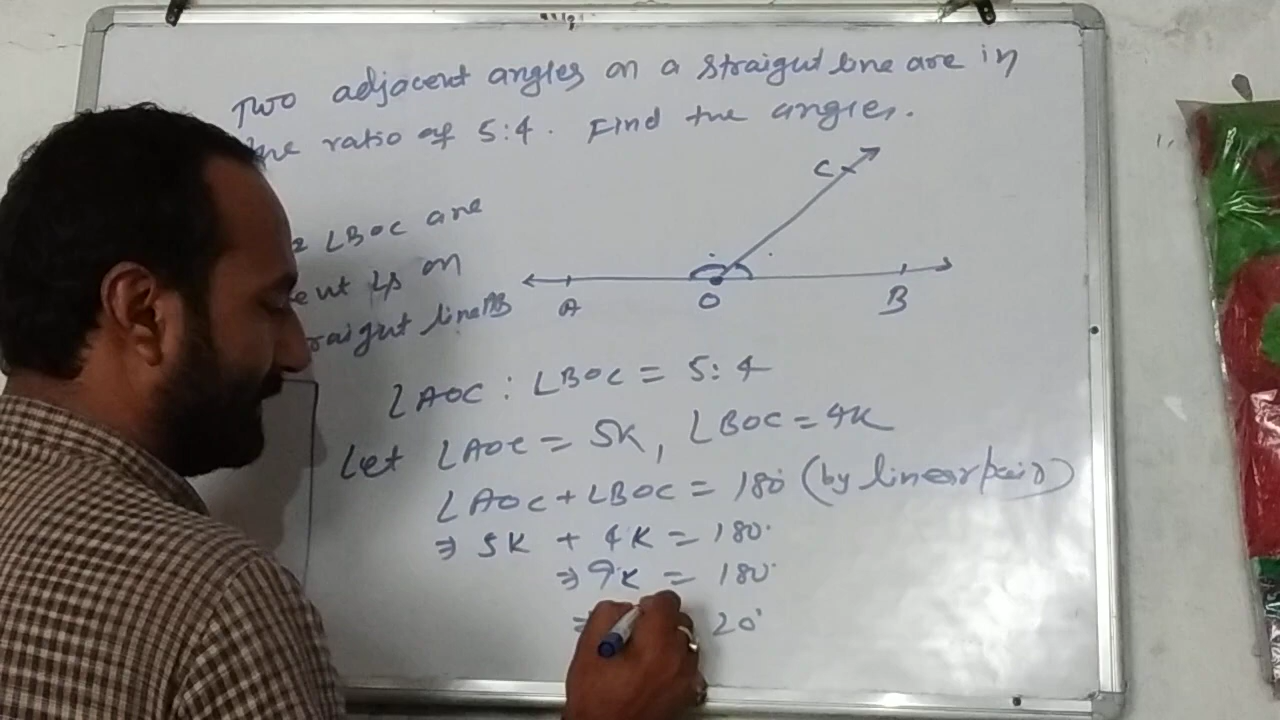 Two adjacent angles on a straight line are in
the ratio of 5:4. Find the angles.
C
∠BOC are
∠s on
straight line AB
A O B
∠AOC : ∠BOC = 5:4
Let ∠AOC = 5K, ∠BOC = 4K
∠AOC + ∠BOC = 180° (by linear pair)
⇒ 5K + 4K = 180°
⇒ 9K = 180°
20°